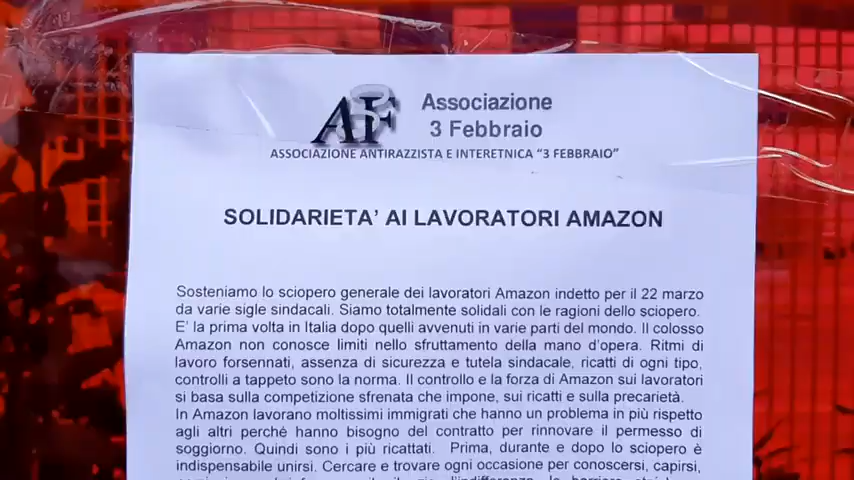 A3F
Associazione
3 Febbraio
ASSOCIAZIONE ANTIRAZZISTA E INTERETNICA “3 FEBBRAIO”
SOLIDARIETA’ AI LAVORATORI AMAZON
Sosteniamo lo sciopero generale dei lavoratori Amazon indetto per il 22 marzo
da varie sigle sindacali. Siamo totalmente solidali con le ragioni dello sciopero.
E’ la prima volta in Italia dopo quelli avvenuti in varie parti del mondo. Il colosso
Amazon non conosce limiti nello sfruttamento della mano d’opera. Ritmi di
lavoro forsennati, assenza di sicurezza e tutela sindacale, ricatti di ogni tipo,
controlli a tappeto sono la norma. Il controllo e la forza di Amazon sui lavoratori
si basa sulla competizione sfrenata che impone, sui ricatti e sulla precarietà.
In Amazon lavorano moltissimi immigrati che hanno un problema in più rispetto
agli altri perché hanno bisogno del contratto per rinnovare il permesso di
soggiorno. Quindi sono i più ricattati. Prima, durante e dopo lo sciopero è
indispensabile unirsi. Cercare e trovare ogni occasione per conoscersi, capirsi,
l’indifferenza, le barriere